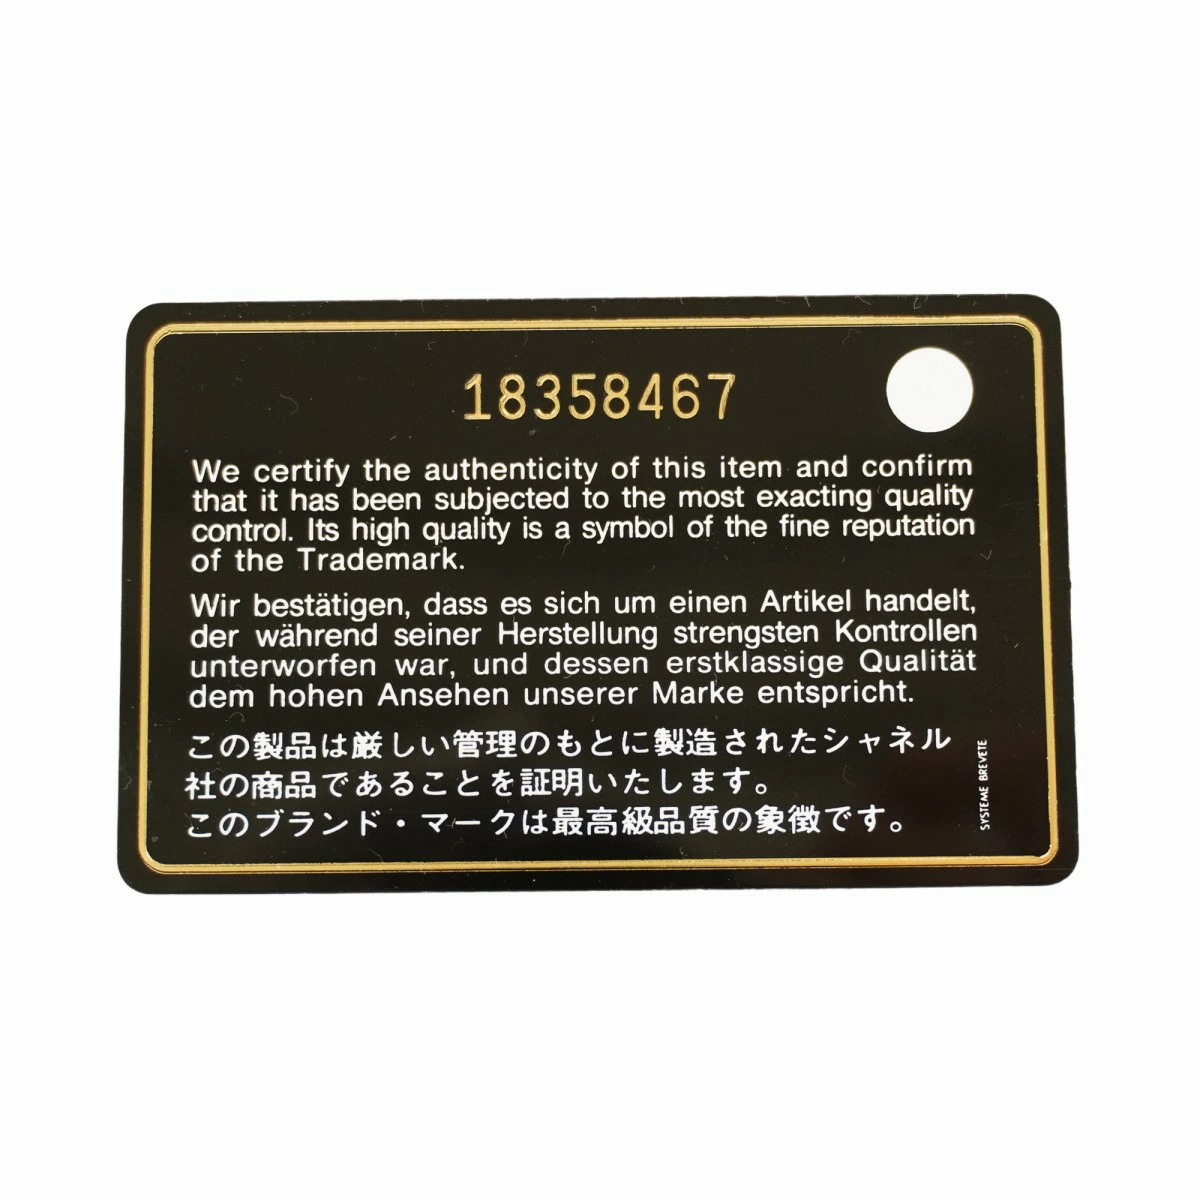 18358467
We certify the authenticity of this item and confirm
that it has been subjected to the most exacting quality
control. Its high quality is a symbol of the fine reputation
of the Trademark.
Wir bestätigen, dass es sich um einen Artikel handelt,
der während seiner Herstellung strengsten Kontrollen
unterworfen war, und dessen erstklassige Qualität
dem hohen Ansehen unserer Marke entspricht.
この製品は厳しい管理のもとに製造されたシャネル
社の商品であることを証明いたします。
このブランド・マークは最高級品質の象徴です。
SYSTEME BREVETE